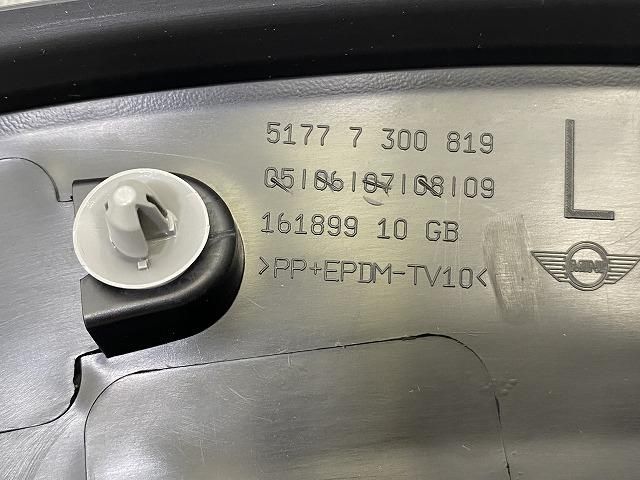 5177 7 300 819
05|06|07|08|09
161899 10 GB
>PP+EPDM-TV10<
L
MINI